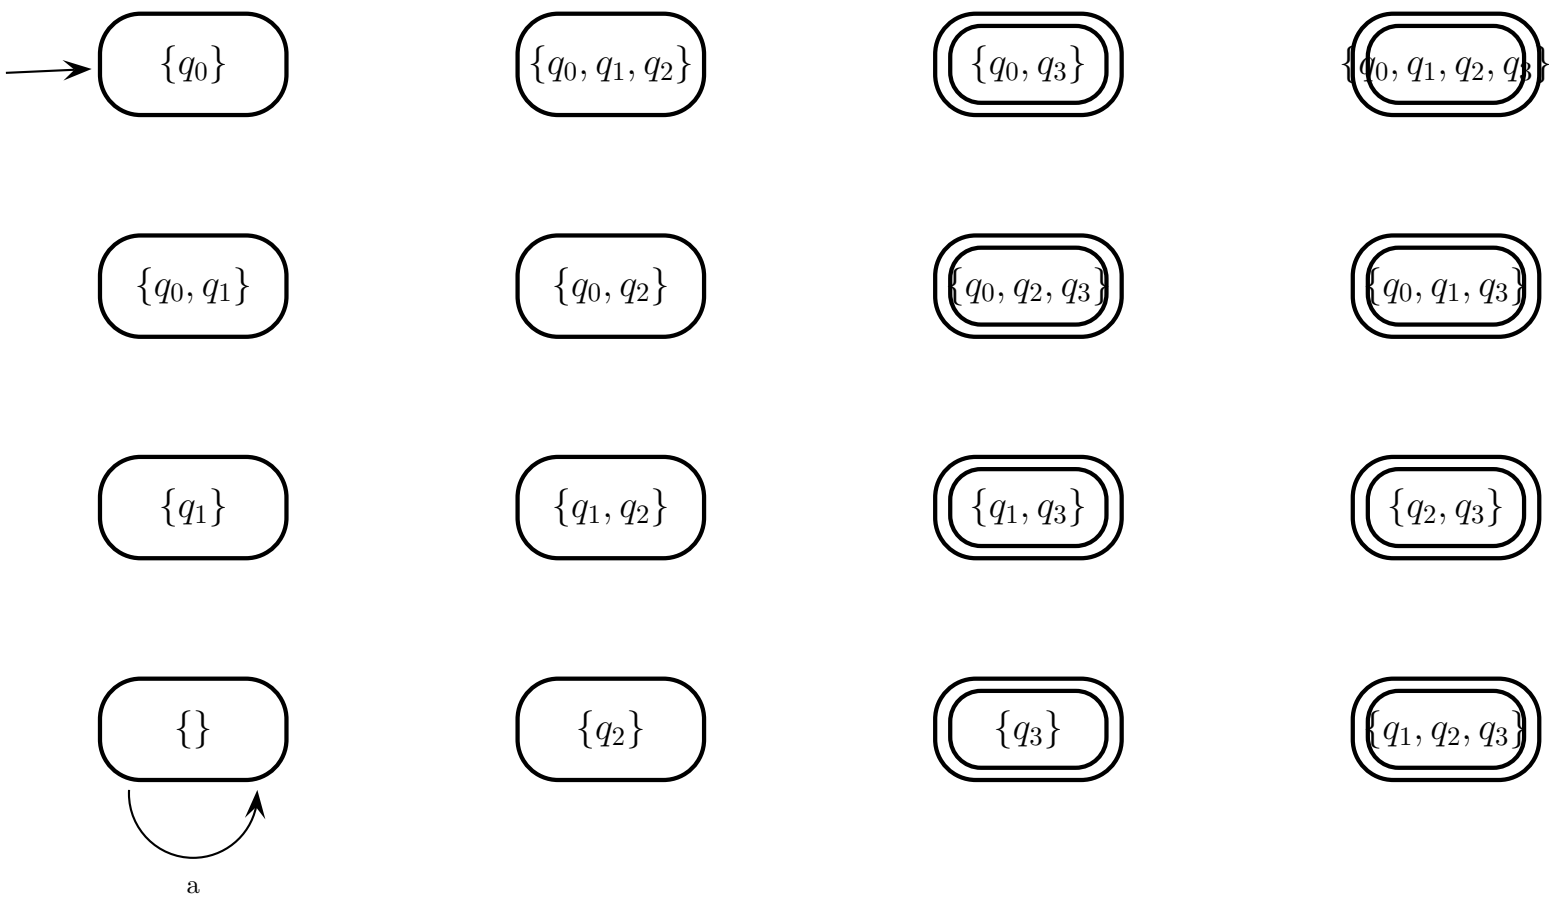 {q₀} {q₀, q₁, q₂} {q₀, q₃} {q₀, q₁, q₂, q₃}
{q₀, q₁} {q₀, q₂} {q₀, q₂, q₃} {q₀, q₁, q₃}
{q₁} {q₁, q₂} {q₁, q₃} {q₂, q₃}
{} {q₂} {q₃} {q₁, q₂, q₃}
a